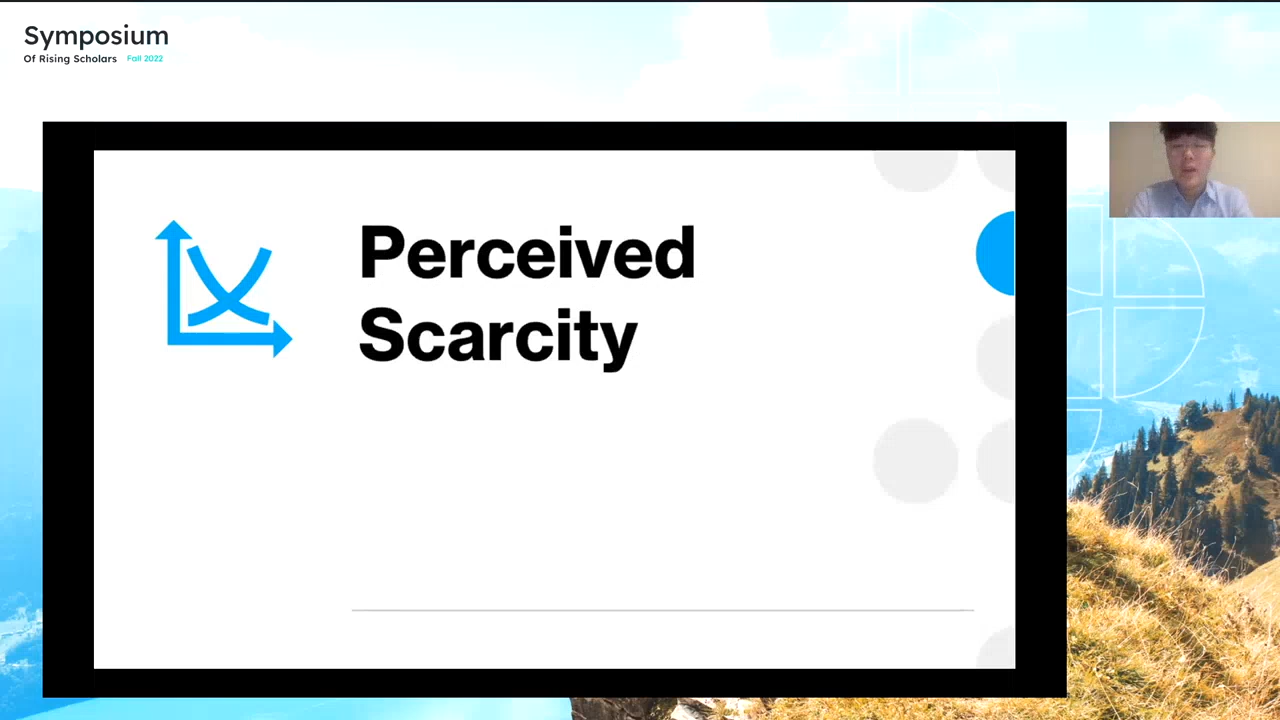 Symposium
Of Rising Scholars Fall 2022
Perceived
Scarcity